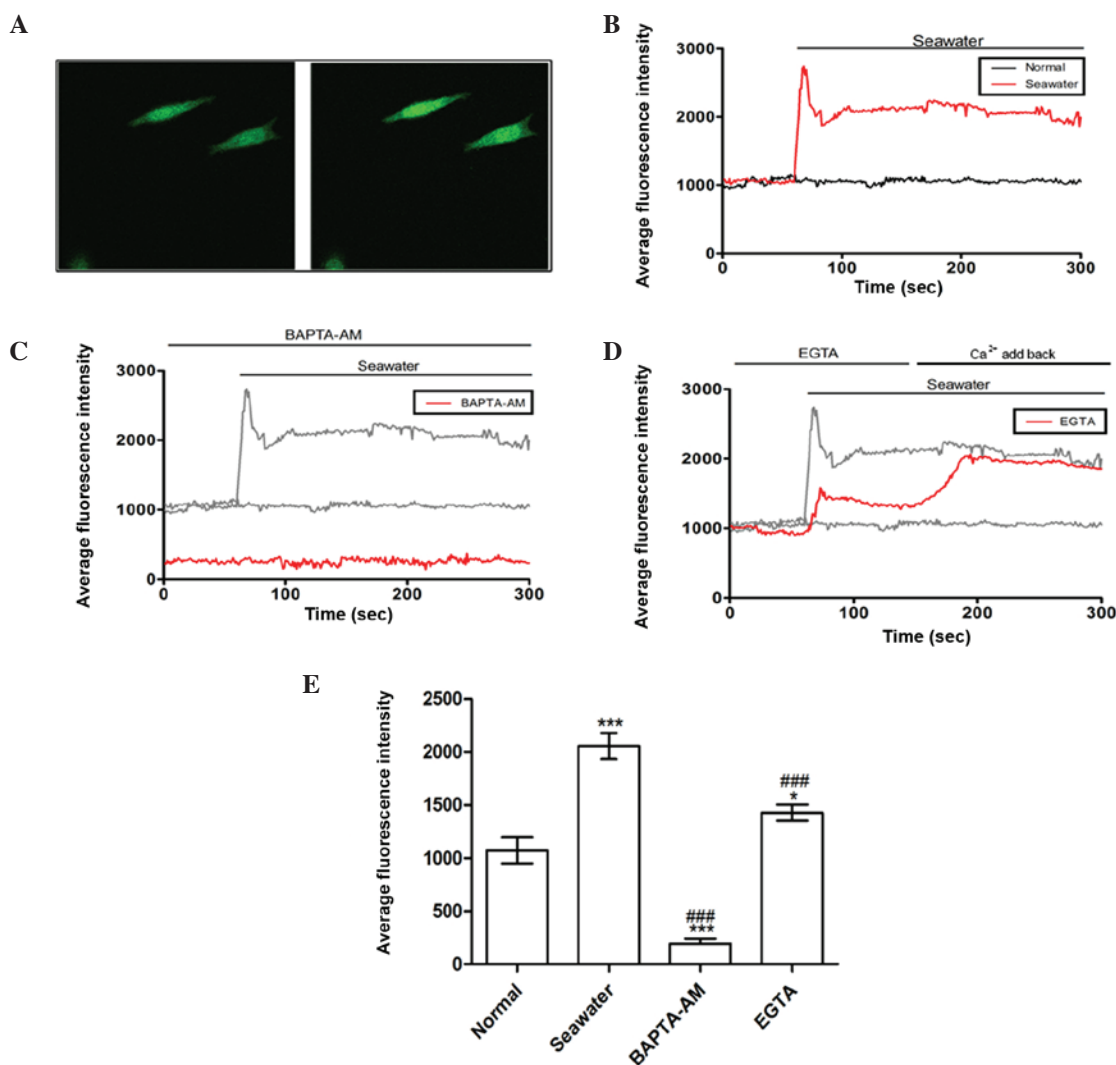 A
B
Average fluorescence intensity
Seawater
Normal
Seawater
3000
2000
1000
0
0
100
200
300
Time (sec)
C
Average fluorescence intensity
BAPTA-AM
Seawater
BAPTA-AM
3000
2000
1000
0
0
100
200
300
Time (sec)
D
Average fluorescence intensity
EGTA
Ca2+ add back
Seawater
EGTA
3000
2000
1000
0
0
100
200
300
Time (sec)
E
Average fluorescence intensity
2500
2000
1500
1000
500
0
***
###
***
###
*
Normal
Seawater
BAPTA-AM
EGTA